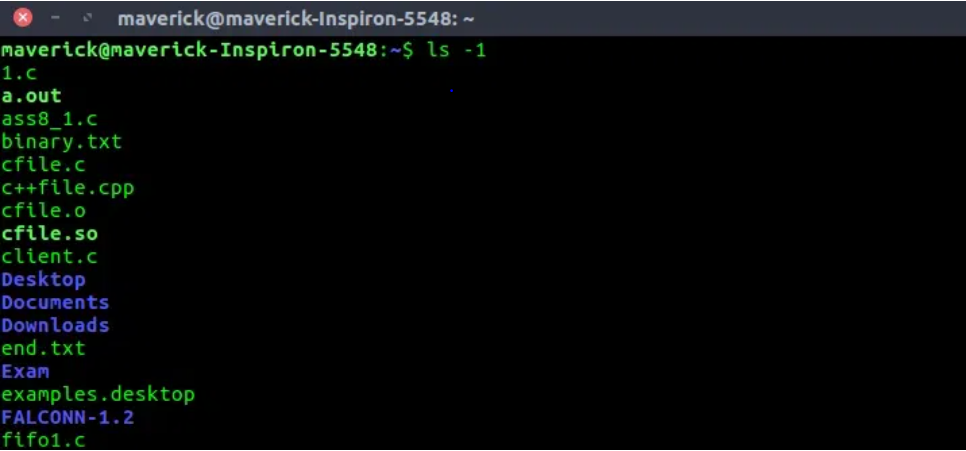 maverick@maverick-Inspiron-5548: ~
maverick@maverick-Inspiron-5548:~$ ls -1
1.c
a.out
ass8_1.c
binary.txt
cfile.c
c++file.cpp
cfile.o
cfile.so
client.c
Desktop
Documents
Downloads
end.txt
Exam
examples.desktop
FALCONN-1.2
fifo1.c